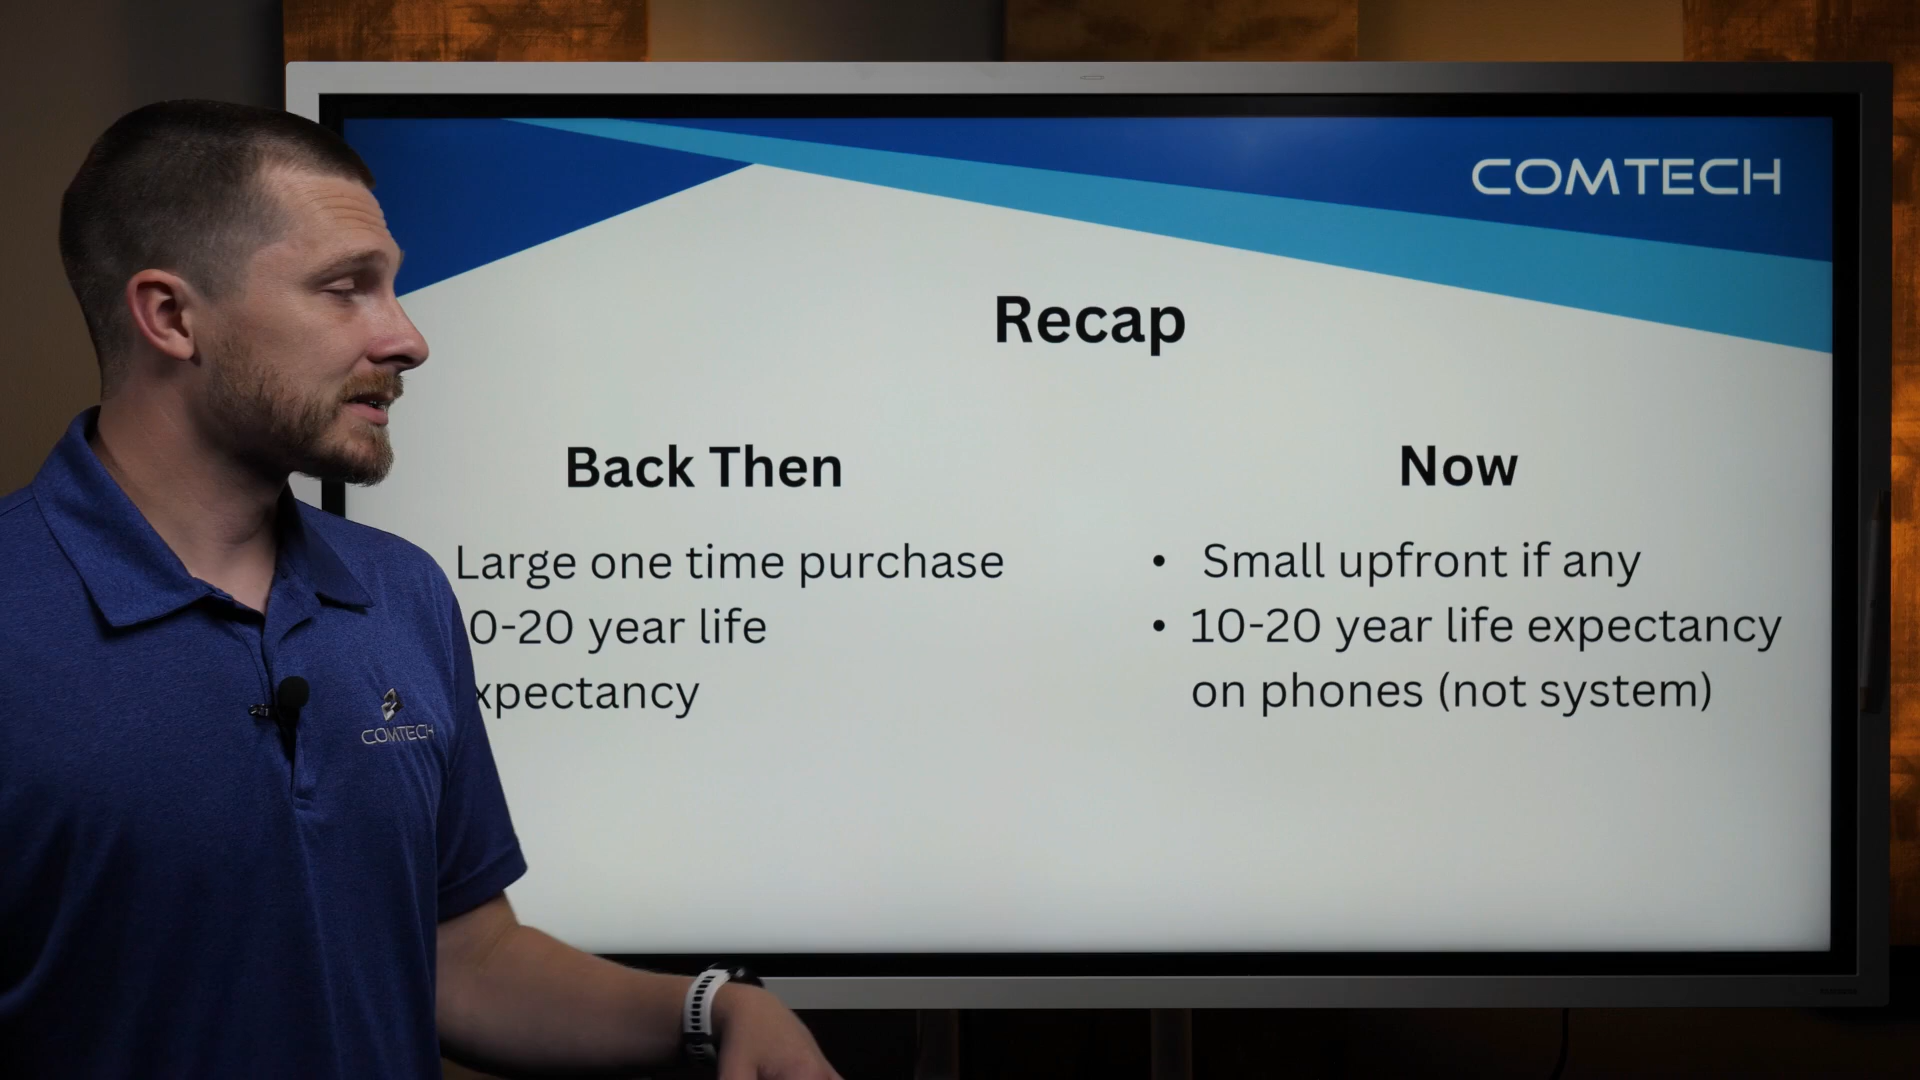 COMTECH
Recap
Back Then
Now
Large one time purchase
0-20 year life
xpectancy
• Small upfront if any
• 10-20 year life expectancy
on phones (not system)
COMTECH